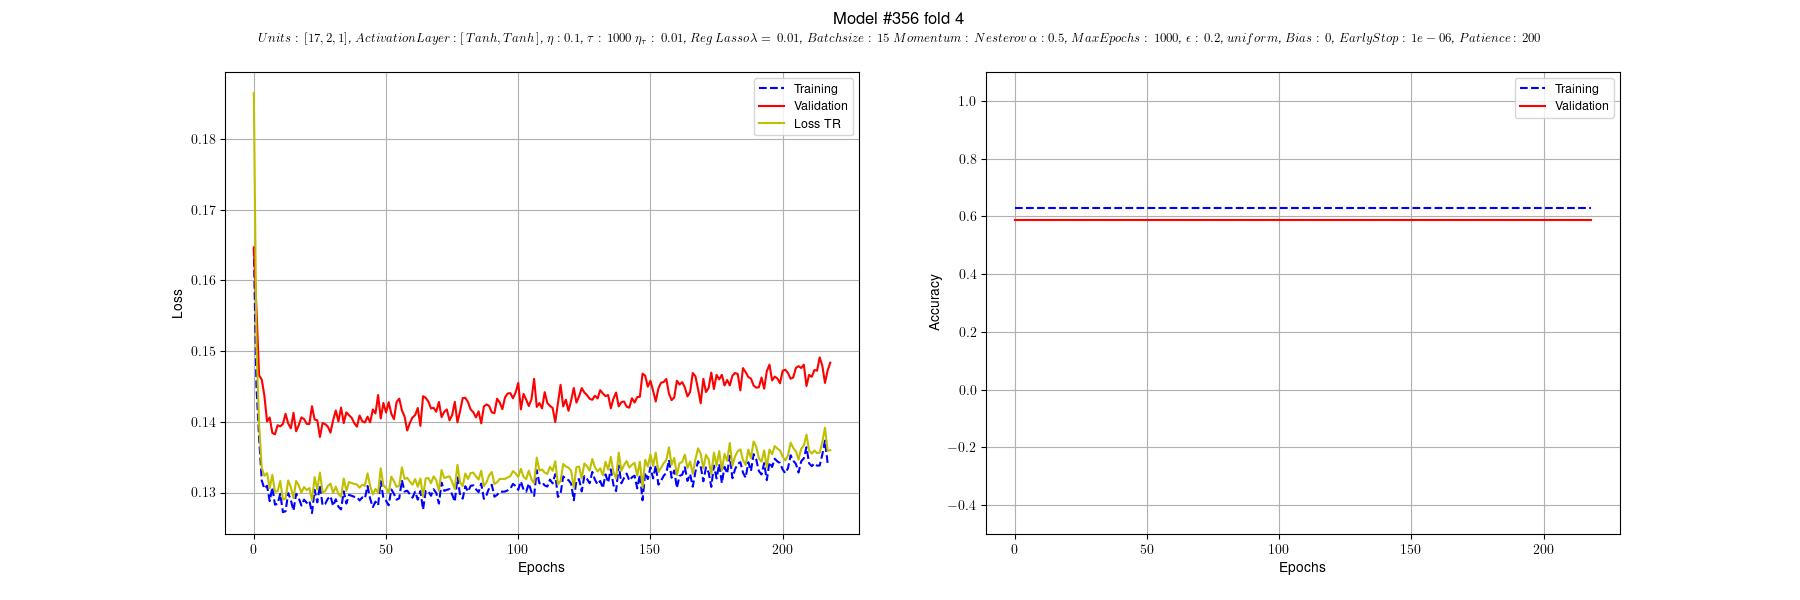 Model #356 fold 4
Units : [17, 2, 1], ActivationLayer : [Tanh, Tanh], η : 0.1, τ : 1000 η_τ : 0.01, Reg Lasso λ = 0.01, Batchsize : 15 Momentum : Nesterov α : 0.5, MaxEpochs : 1000, ϵ : 0.2, uniform, Bias : 0, EarlyStop : 1e − 06, Patience : 200
Training
Validation
Loss TR
0.18
0.17
0.16
0.15
0.14
0.13
Loss
0 50 100 150 200
Epochs
Training
Validation
1.0
0.8
0.6
0.4
0.2
0.0
−0.2
−0.4
Accuracy
0 50 100 150 200
Epochs